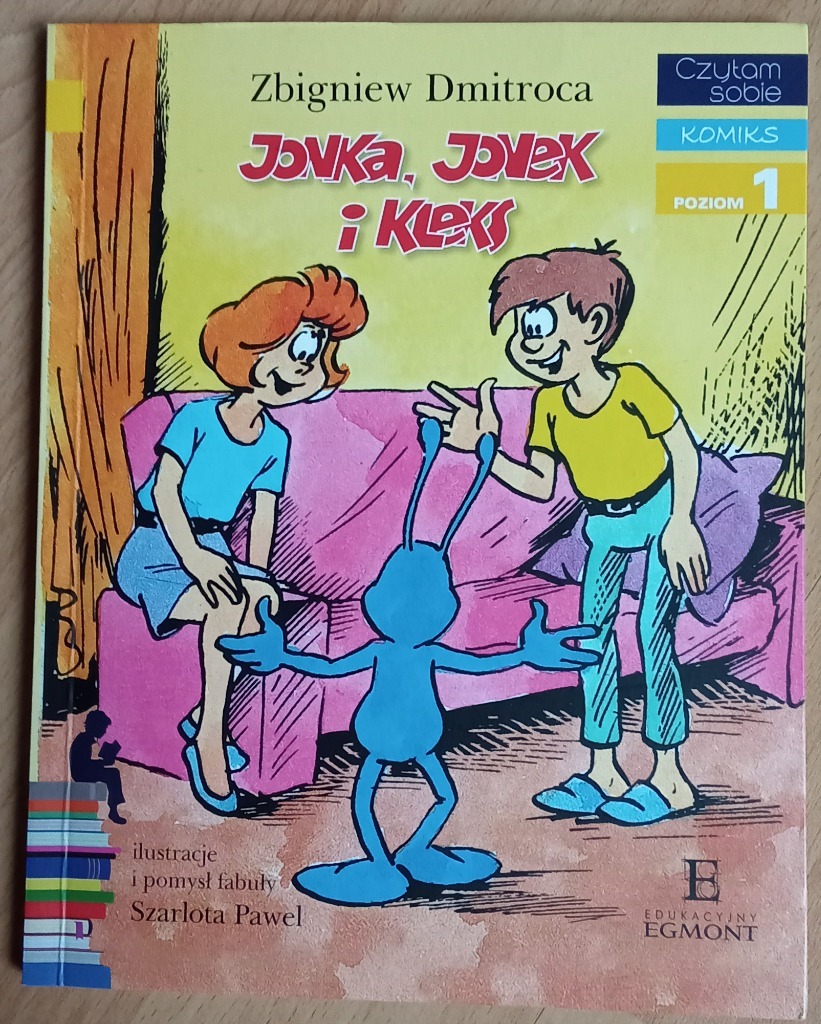 Zbigniew Dmitroca
JONKA, JONEK
i KLEKS
Czytam
sobie
KOMIKS
POZIOM 1
ilustracje
i pomysł fabuły
Szarlota Pawel
E
EDUKACYJNY
EGMONT